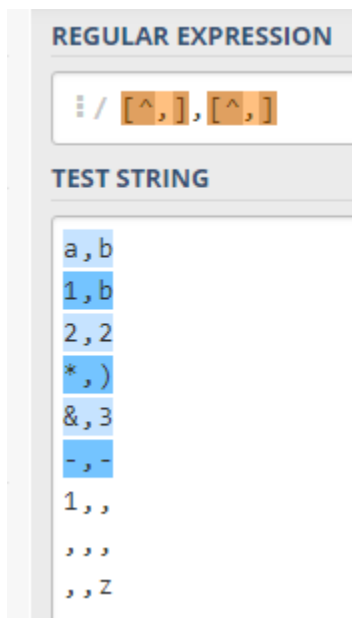 REGULAR EXPRESSION
⋮/ [^,],[^,]
TEST STRING
a,b
1,b
2,2
*,)
&,3
-,-
1,,
,,,
,,z